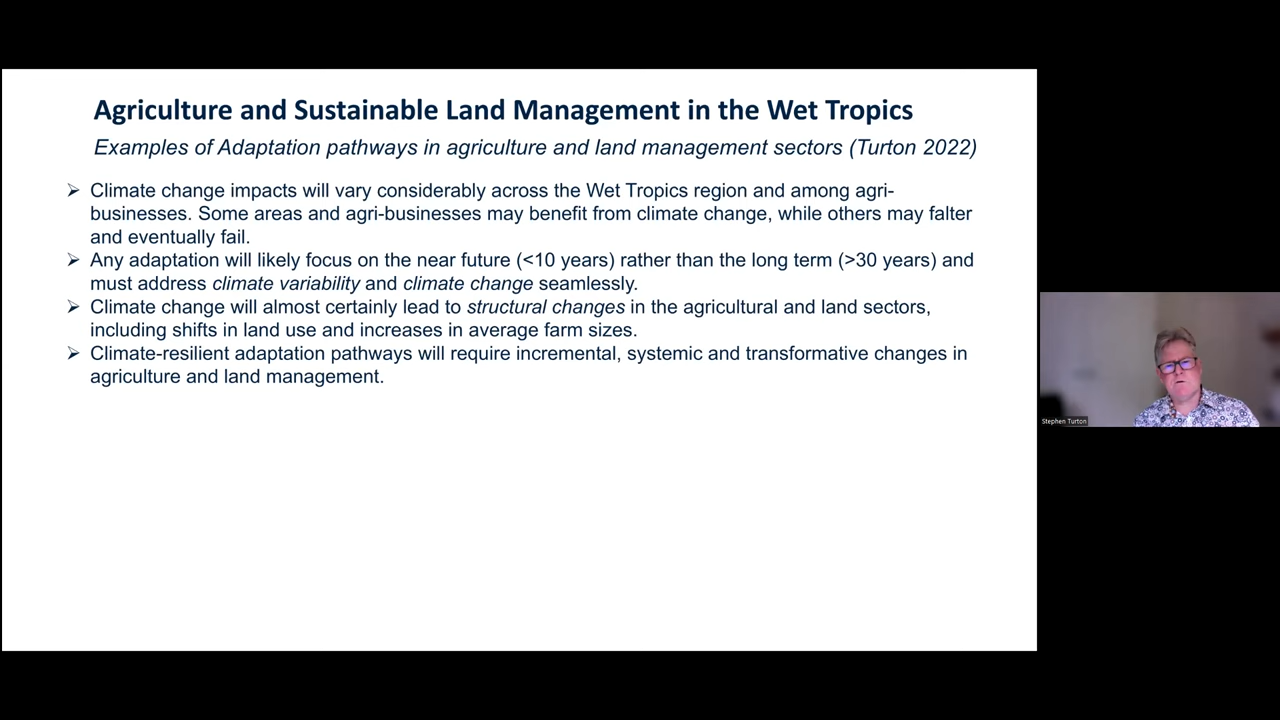 Agriculture and Sustainable Land Management in the Wet Tropics
Examples of Adaptation pathways in agriculture and land management sectors (Turton 2022)
➢ Climate change impacts will vary considerably across the Wet Tropics region and among agri-
businesses. Some areas and agri-businesses may benefit from climate change, while others may falter
and eventually fail.
➢ Any adaptation will likely focus on the near future (<10 years) rather than the long term (>30 years) and
must address climate variability and climate change seamlessly.
➢ Climate change will almost certainly lead to structural changes in the agricultural and land sectors,
including shifts in land use and increases in average farm sizes.
➢ Climate-resilient adaptation pathways will require incremental, systemic and transformative changes in
agriculture and land management.
Stephen Turton